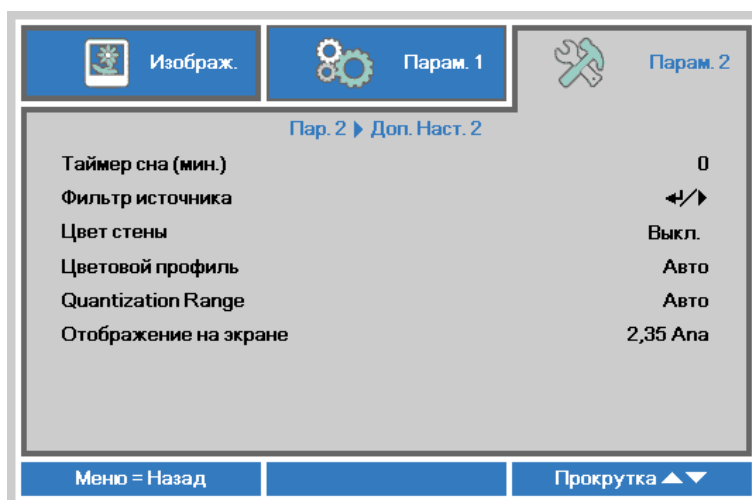 Изображ. Парам. 1 Парам. 2
Пар. 2 Доп. Наст. 2
Таймер сна (мин.) 0
Фильтр источника
Цвет стены Выкл.
Цветовой профиль Авто
Quantization Range Авто
Отображение на экране 2,35 Ana
Меню = Назад Прокрутка